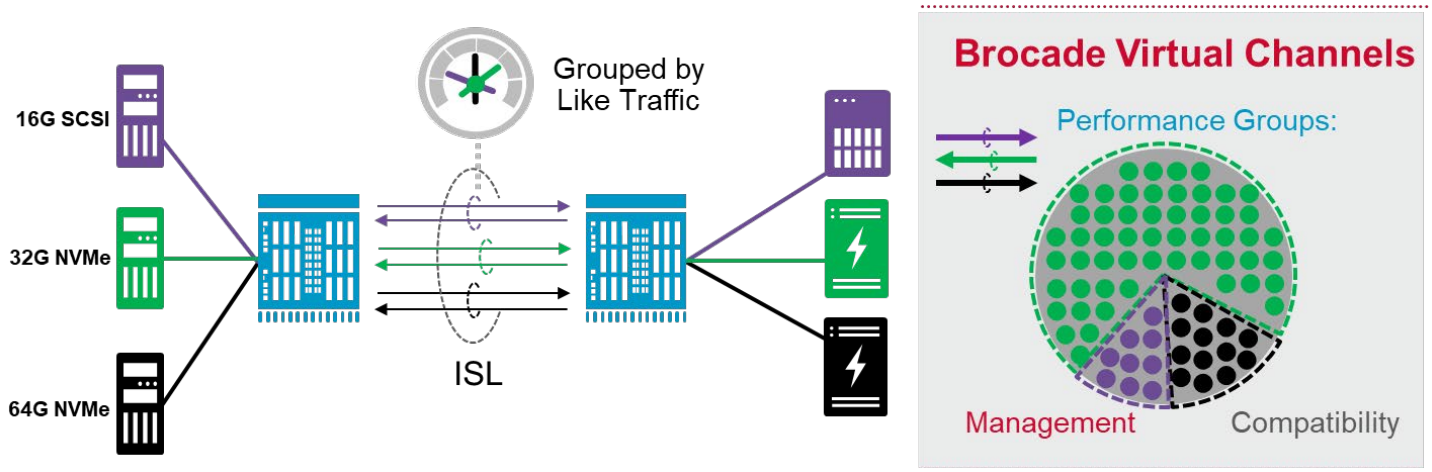 Grouped by
Like Traffic
16G SCSI
32G NVMe
64G NVMe
ISL
Brocade Virtual Channels
Performance Groups:
Management
Compatibility